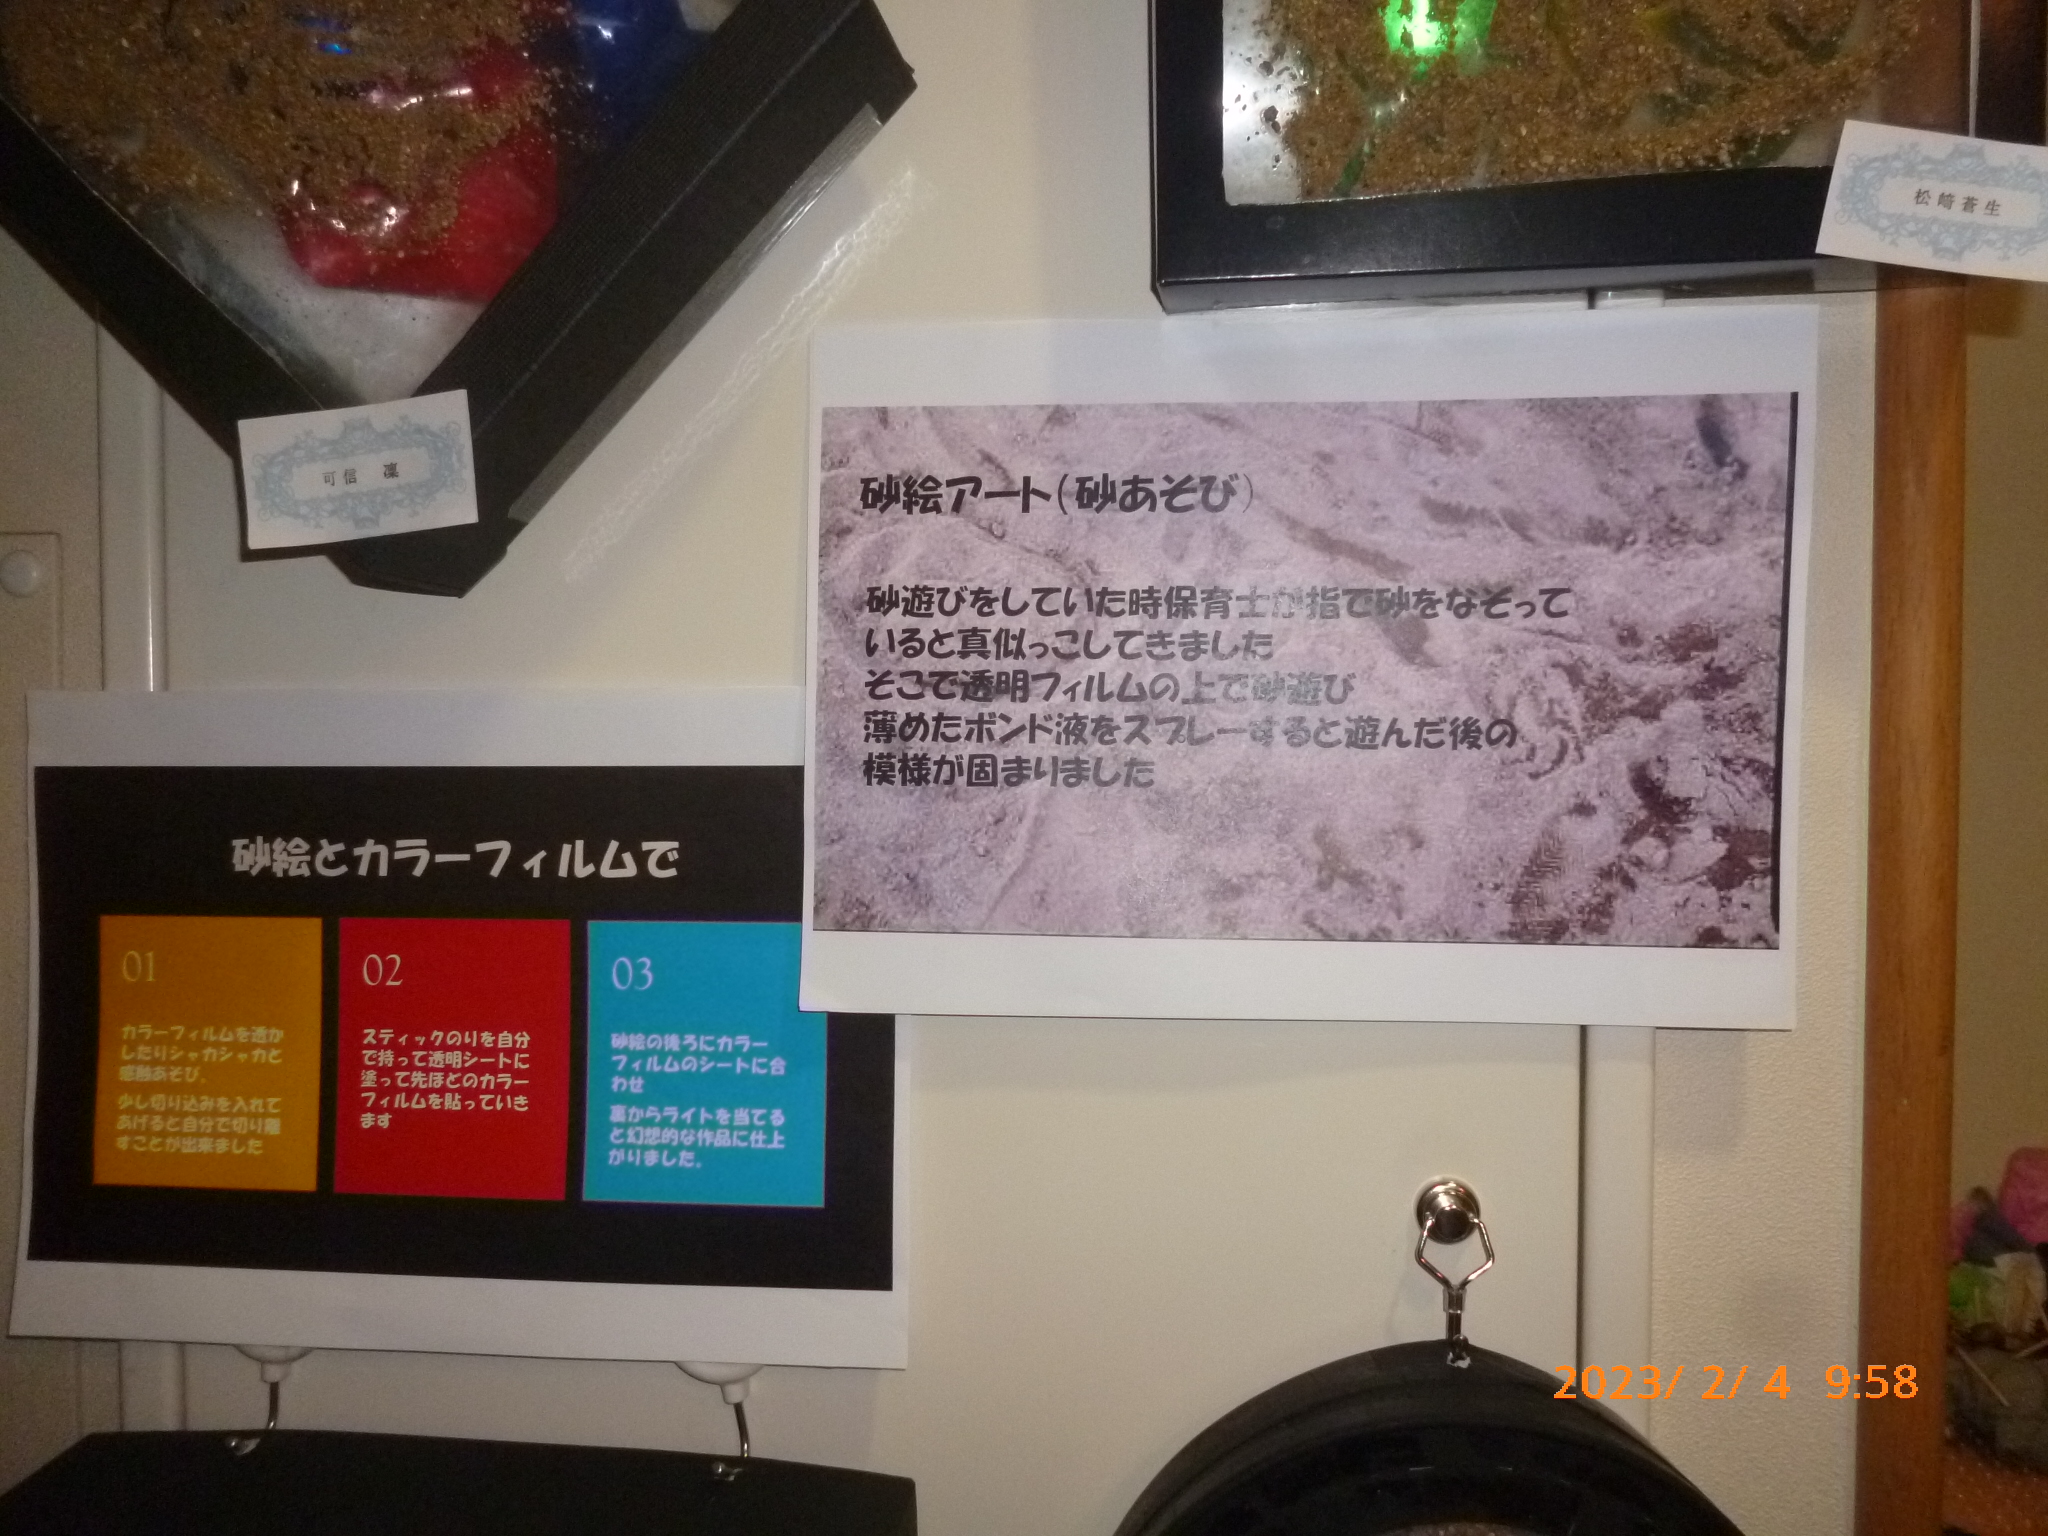 松﨑蒼生
可信 凜
砂絵アート(砂あそび)
砂遊びをしていた時保育士が指で砂をなぞって
いると真似っこしてきました
そこで透明フィルムの上で砂遊び
薄めたボンド液をスプレーすると遊んだ後の
模様が固まりました
砂絵とカラーフィルムで
01
カラーフィルムを透か
したりシャカシャカと
感触あそび。
少し切り込みを入れて
あげると自分で切り離
すことが出来ました
02
スティックのりを自分
で持って透明シートに
塗って先ほどのカラー
フィルムを貼っていき
ます
03
砂絵の後ろにカラー
フィルムのシートに合
わせ
裏からライトを当てる
と幻想的な作品に仕上
がりました。
2023/ 2/ 4 9:58